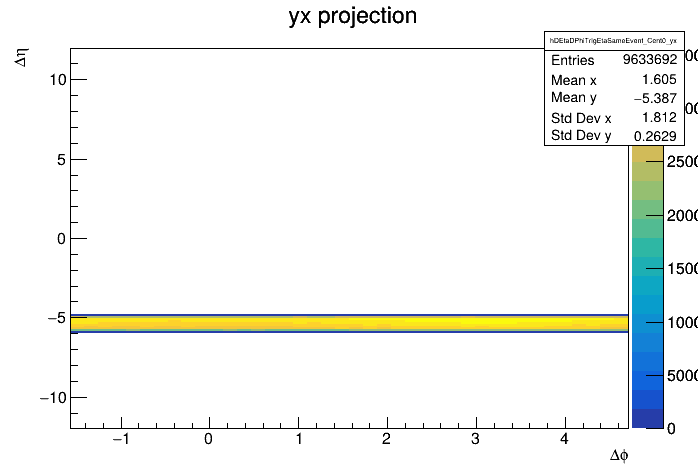 yx projection
hDEtaDPhiTrigEtaSameEvent_Cent0_yx
Entries 9633692
Mean x 1.605
Mean y −5.387
Std Dev x 1.812
Std Dev y 0.2629
Δη
10
5
0
−5
−10
−1 0 1 2 3 4
Δϕ
2500
2000
1500
1000
5000
0